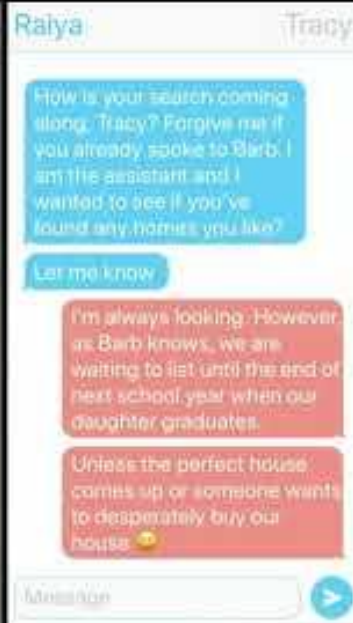 Raiya
Tracy
How is your search coming
along, Tracy? Forgive me if
you already spoke to Barb. I
am the assistant and I
wanted to see if you've
found any homes you like?
Let me know
I'm always looking. However,
as Barb knows, we are
waiting to list until the end of
next school year when our
daughter graduates.
Unless the perfect house
comes up or someone wants
to desperately buy our
house 😊
Message